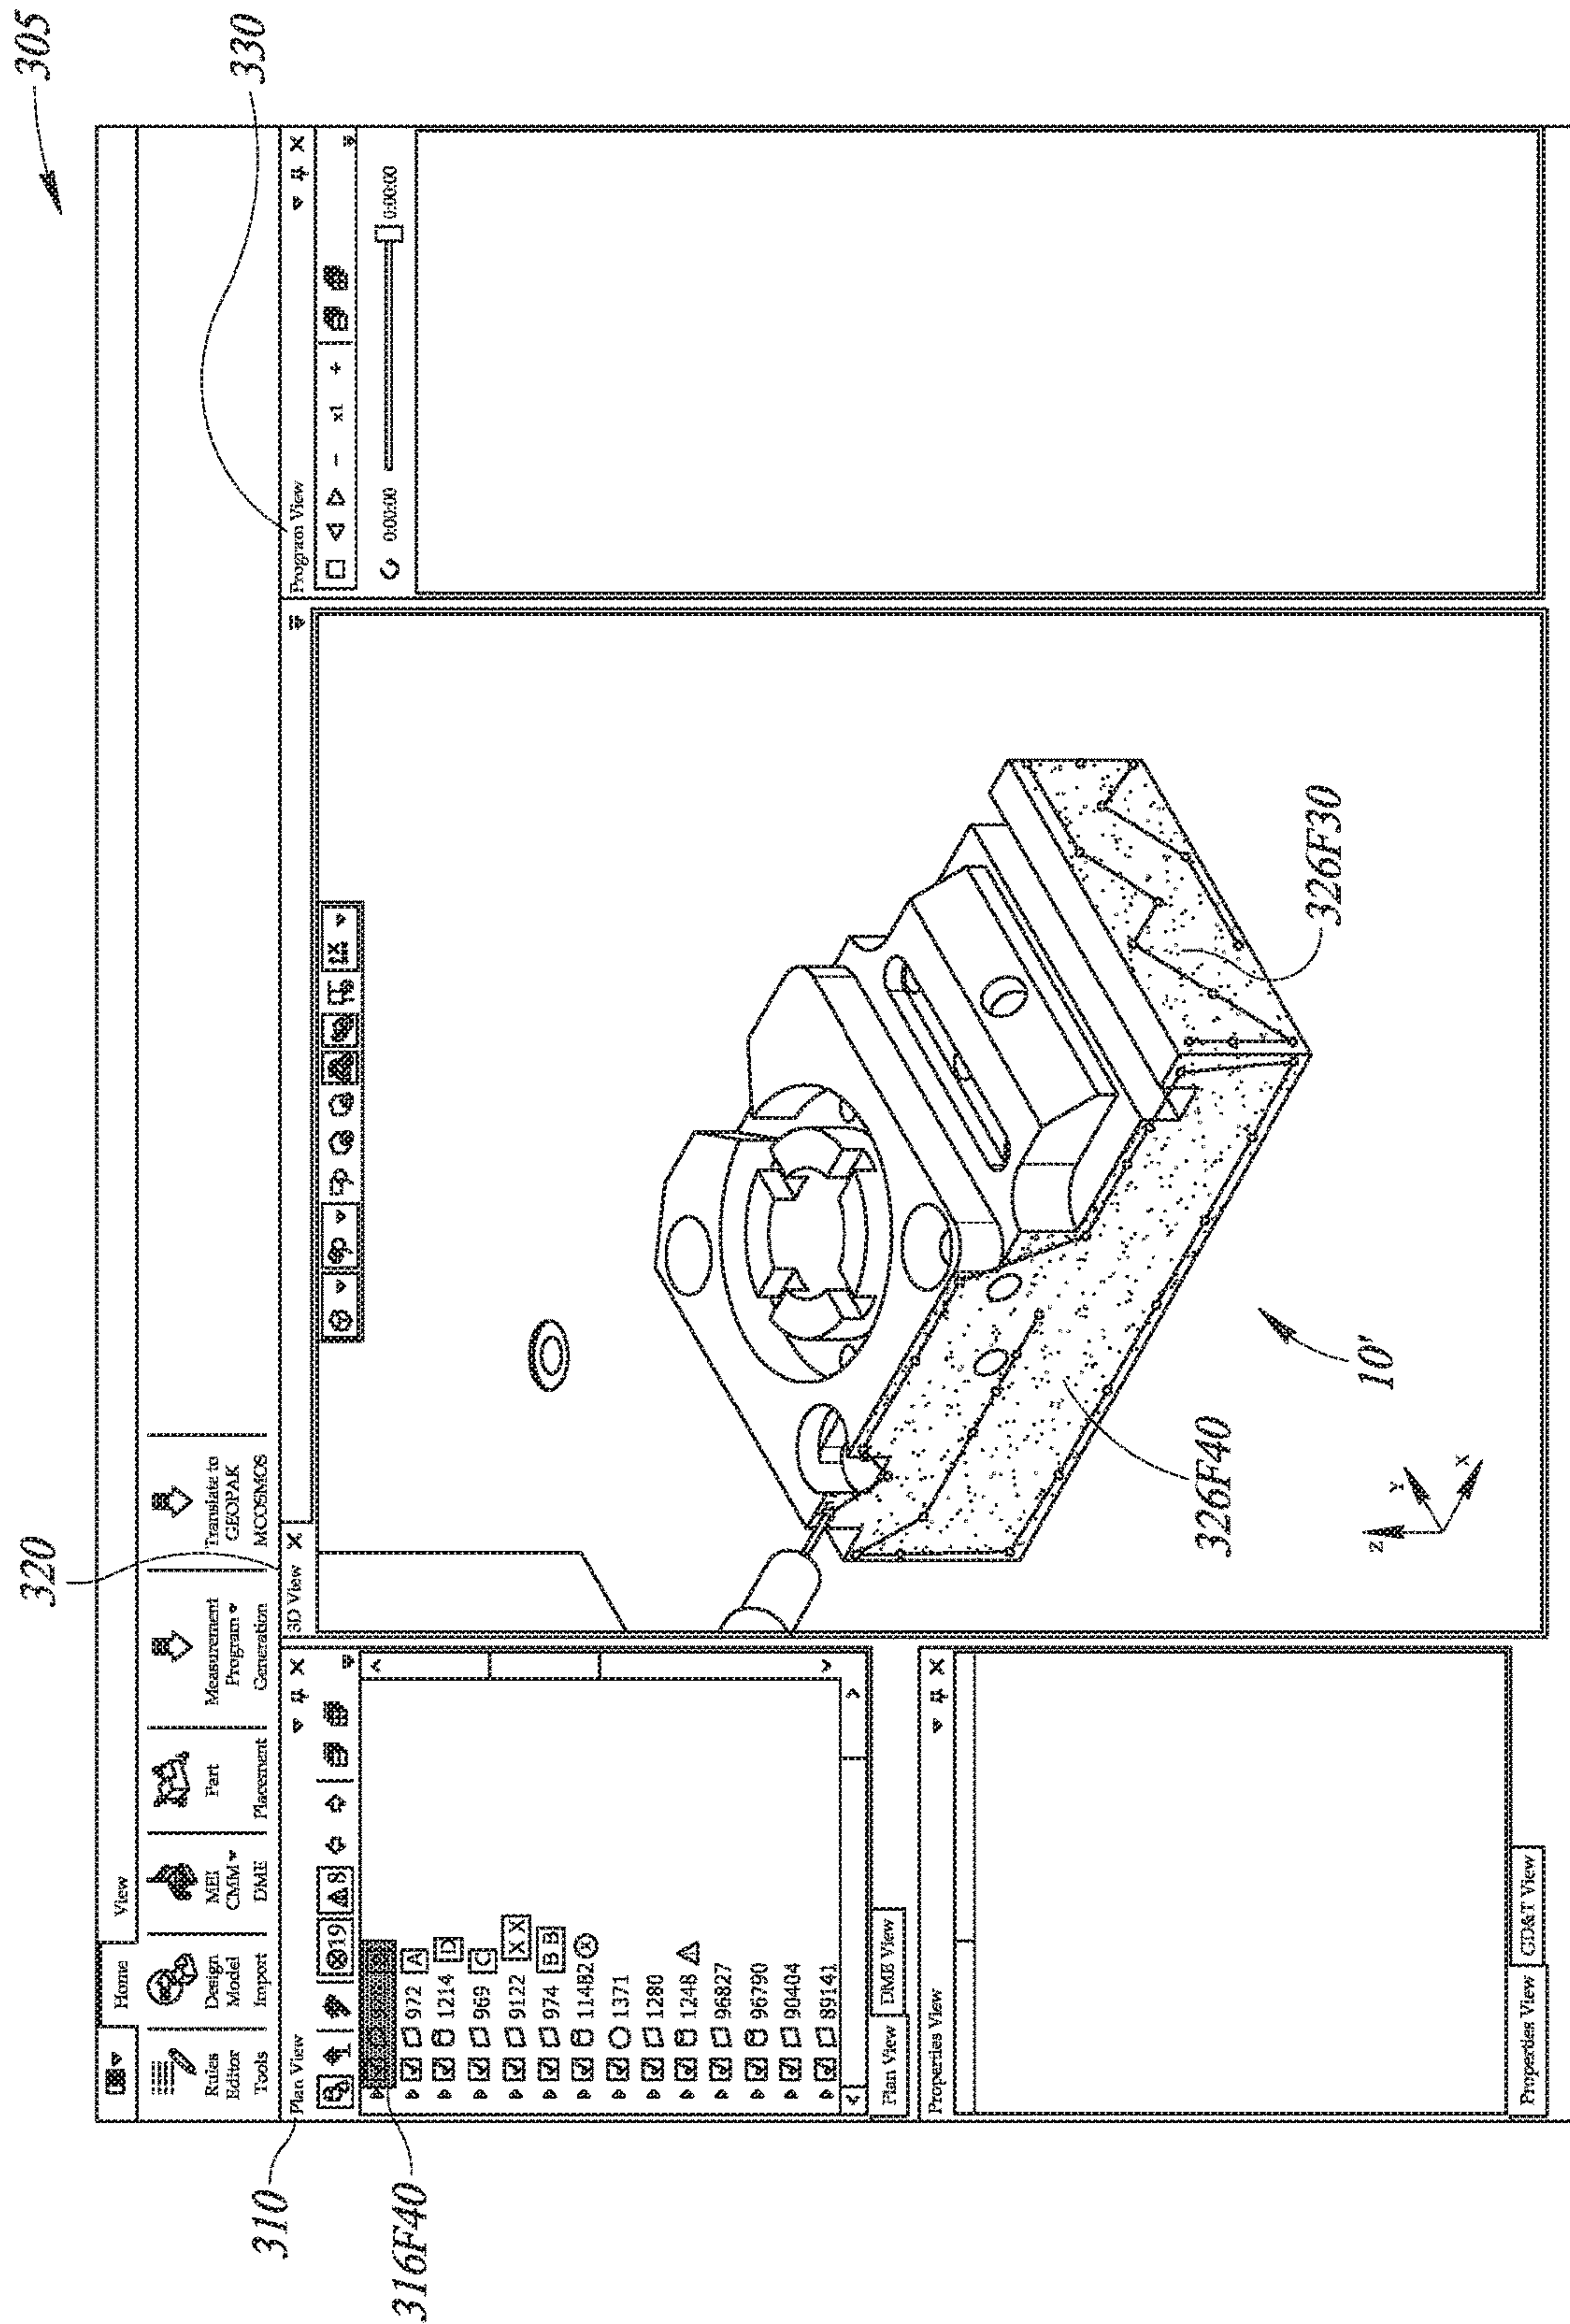 305
320
330
310
316F40
Home
View
Rules
Editor
Tools
Design
Model
Import
MEI
CMM
DME
Part
Placement
Measurement
Program
Generation
Translate to
GEOPAK
MCOSMOS
Plan View
19
8
972 A
1214 D
969 C
9122 X X
974 B B
11482 X
1371
1280
1248
96827
96790
90404
89141
Plan View
DME View
Properties View
Properties View
GD&T View
3D View
Z
Y
X
326F40
10'
326F30
Program View
- x1 +
0:00:00
0:00:00